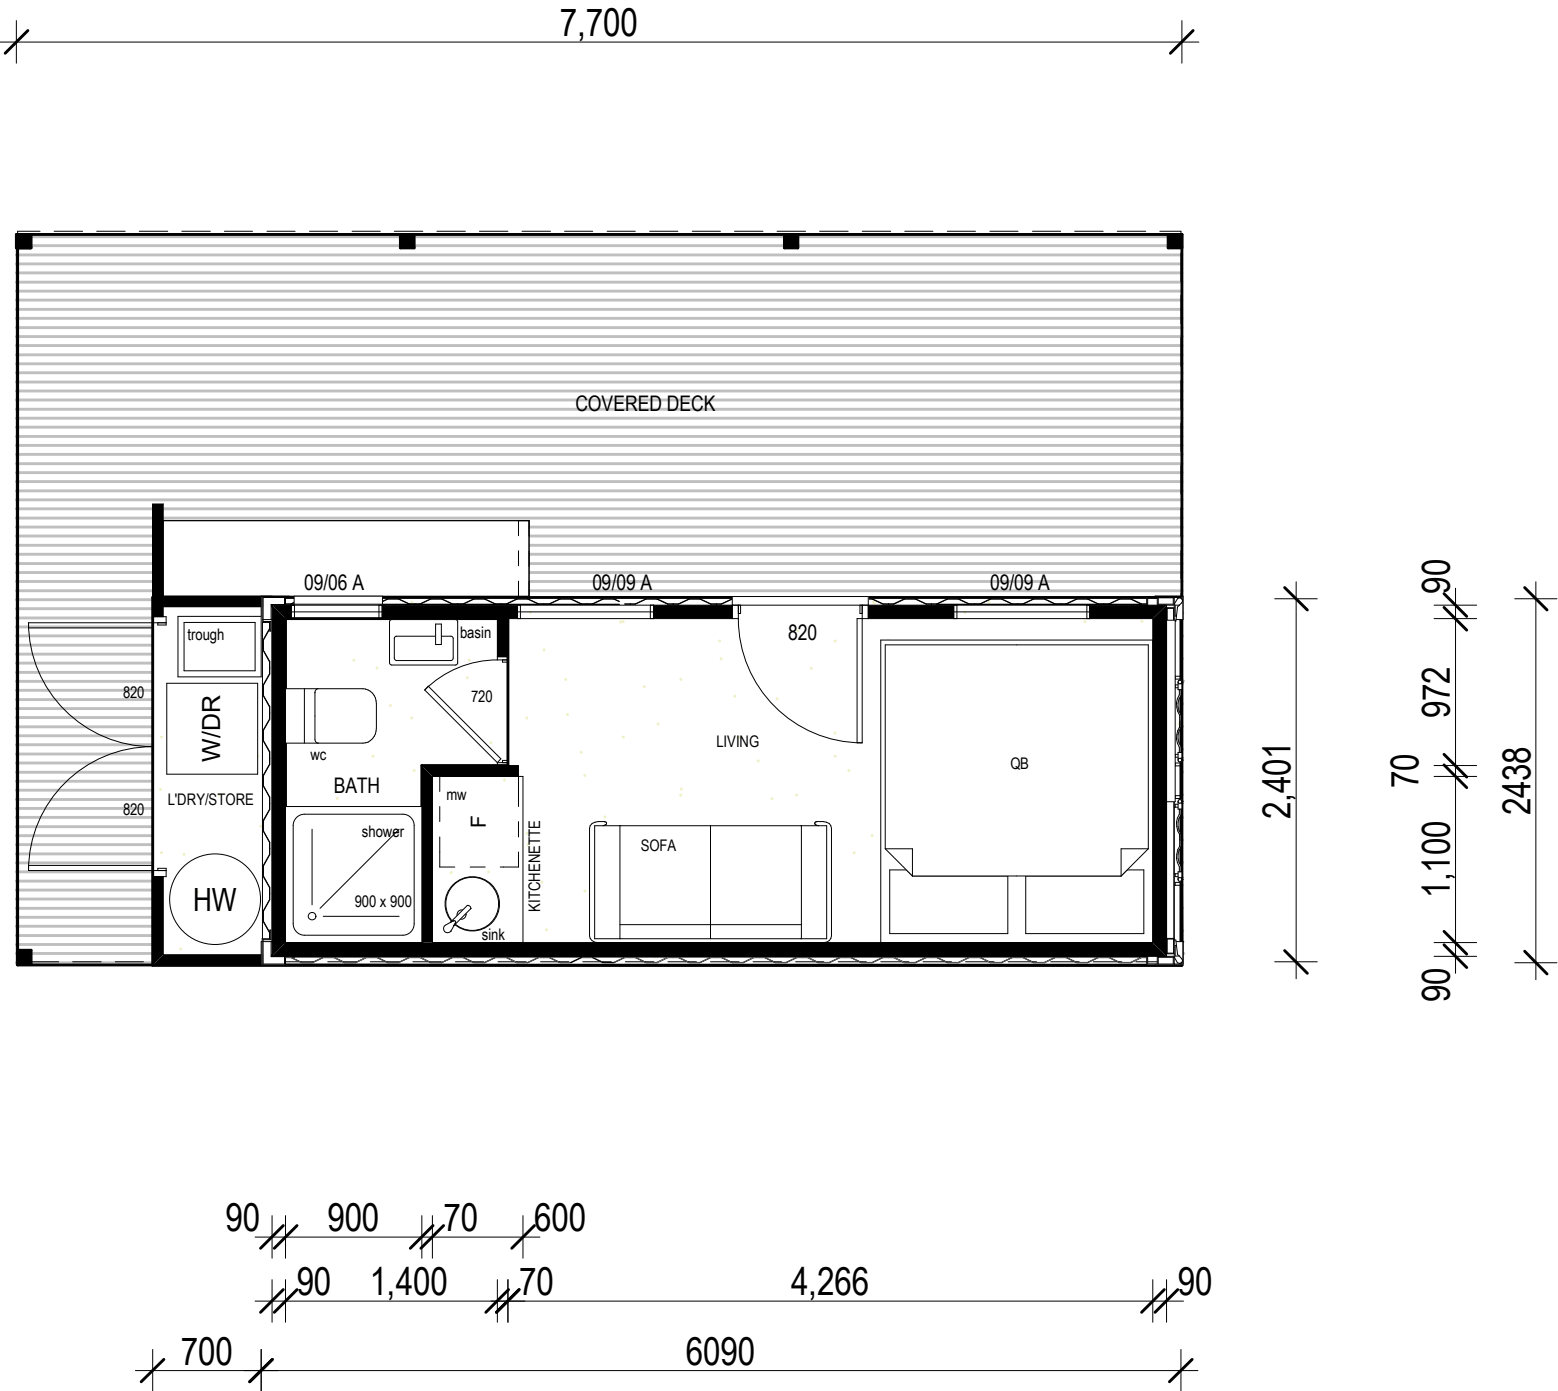 7,700
COVERED DECK
09/06 A
09/09 A
09/09 A
trough
basin
820
820
720
W/DR
wc
BATH
LIVING
QB
L'DRY/STORE
820
mw
F
shower
KITCHENETTE
SOFA
HW
900 x 900
sink
2,401
90
972
70
1,100
90
2438
90
900
70
600
90
1,400
70
4,266
90
700
6090